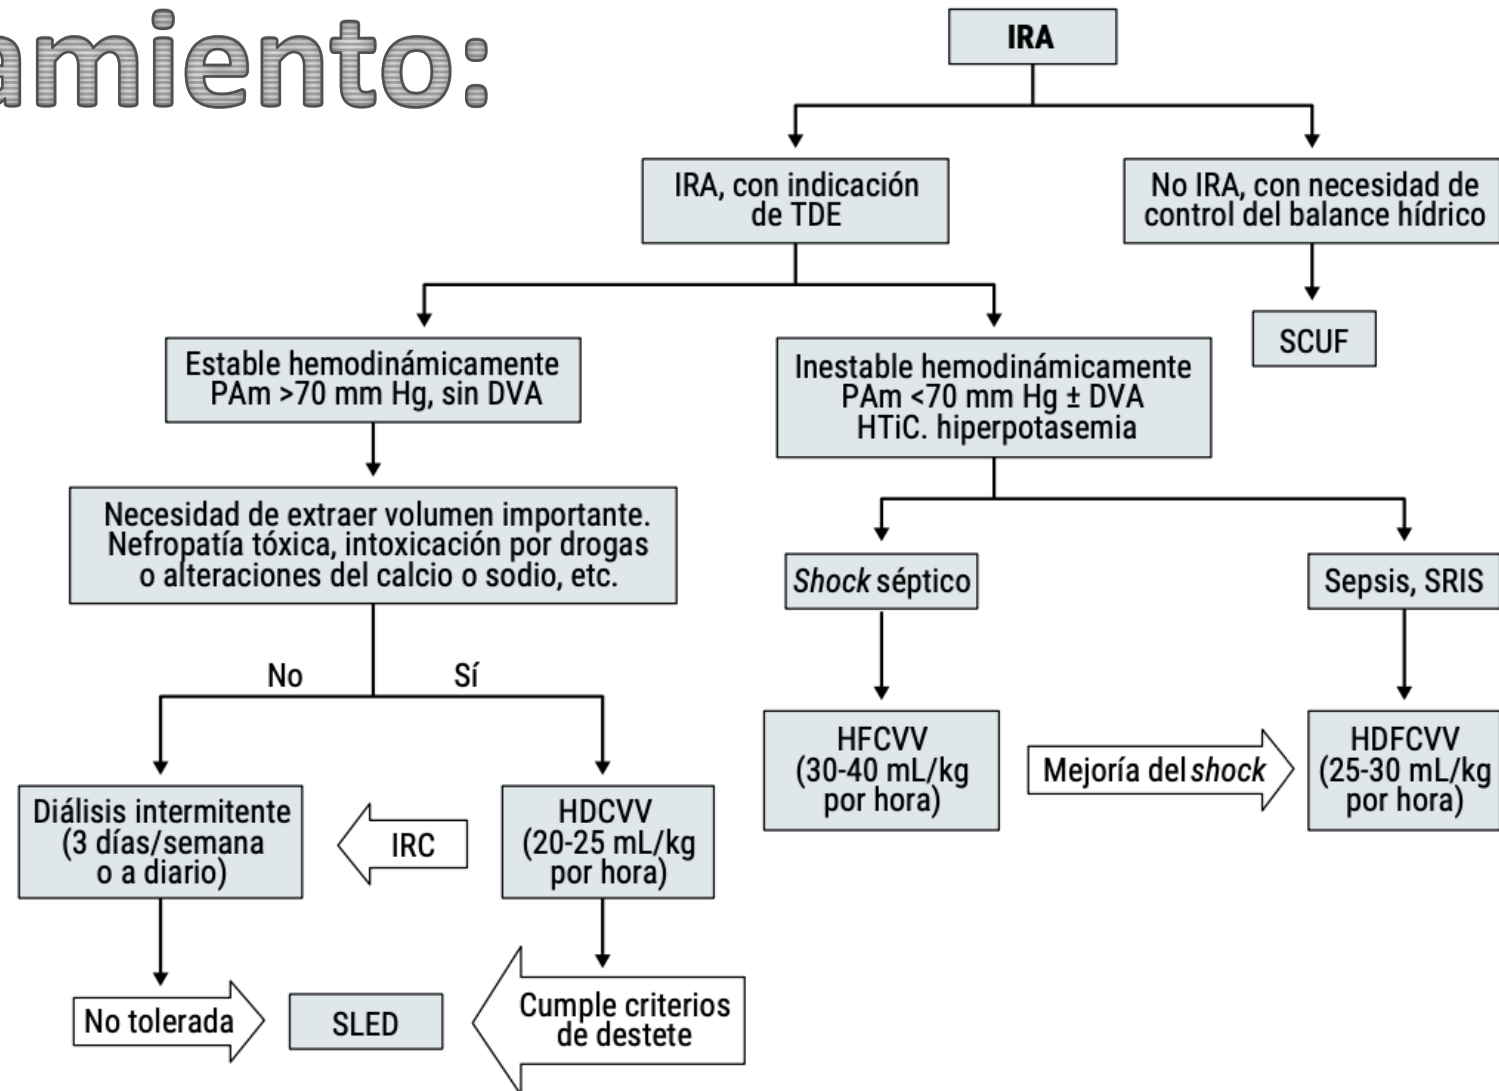 amiento:
IRA
IRA, con indicación
de TDE
No IRA, con necesidad de
control del balance hídrico
SCUF
Estable hemodinámicamente
PAm >70 mm Hg, sin DVA
Inestable hemodinámicamente
PAm <70 mm Hg ± DVA
HTiC. hiperpotasemia
Necesidad de extraer volumen importante.
Nefropatía tóxica, intoxicación por drogas
o alteraciones del calcio o sodio, etc.
Shock séptico
Sepsis, SRIS
No
Sí
HFCVV
(30-40 mL/kg
por hora)
Mejoría del shock
HDFCVV
(25-30 mL/kg
por hora)
Diálisis intermitente
(3 días/semana
o a diario)
IRC
HDCVV
(20-25 mL/kg
por hora)
No tolerada
SLED
Cumple criterios
de destete